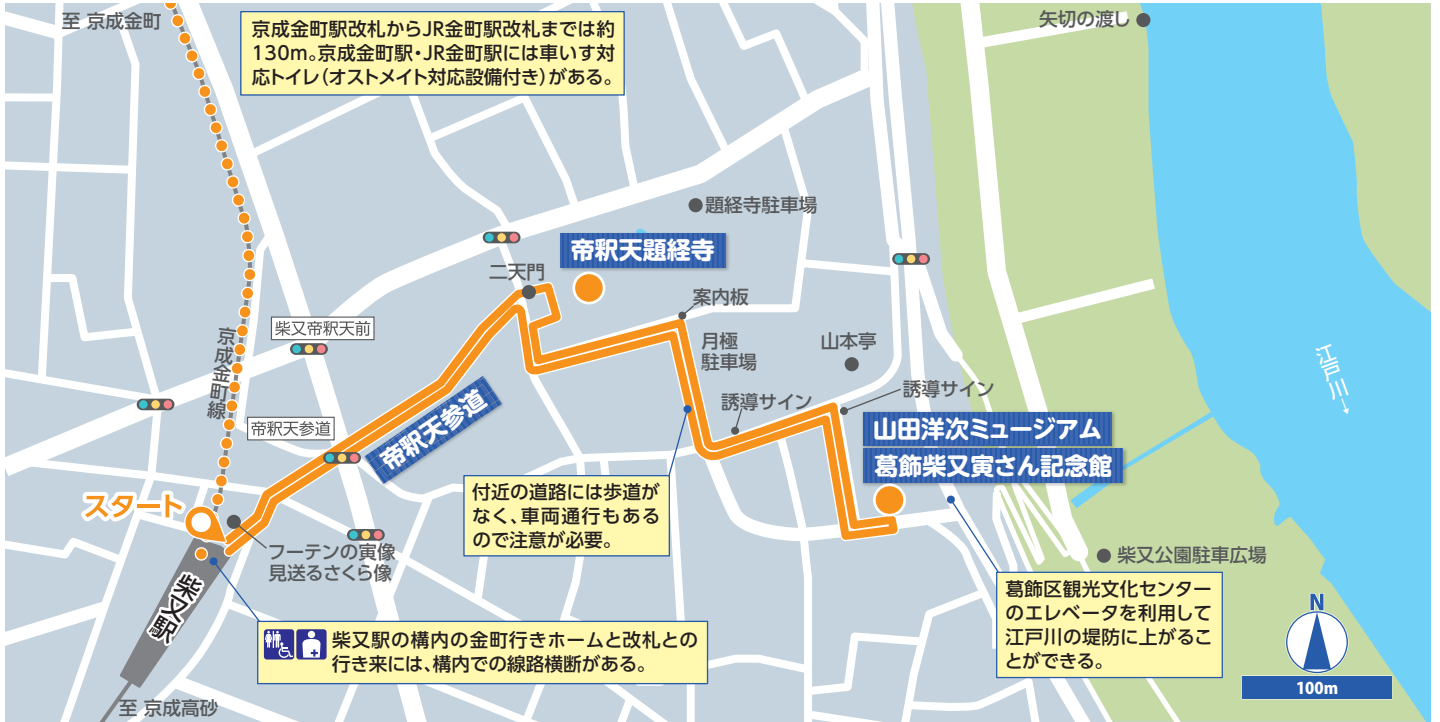 至 京成金町
京成金町駅改札からJR金町駅改札までは約
130m。京成金町駅・JR金町駅には車いす対
応トイレ(オストメイト対応設備付き)がある。
矢切の渡し
題経寺駐車場
帝釈天題経寺
二天門
案内板
柴又帝釈天前
京成金町線
月極
駐車場
山本亭
江戸川→
誘導サイン
誘導サイン
帝釈天参道
帝釈天参道
山田洋次ミュージアム
葛飾柴又寅さん記念館
スタート
付近の道路には歩道が
なく、車両通行もある
ので注意が必要。
フーテンの寅像
見送るさくら像
柴又公園駐車広場
柴又駅
葛飾区観光文化センター
のエレベータを利用して
江戸川の堤防に上がるこ
とができる。
柴又駅の構内の金町行きホームと改札との
行き来には、構内での線路横断がある。
N
100m
至 京成高砂